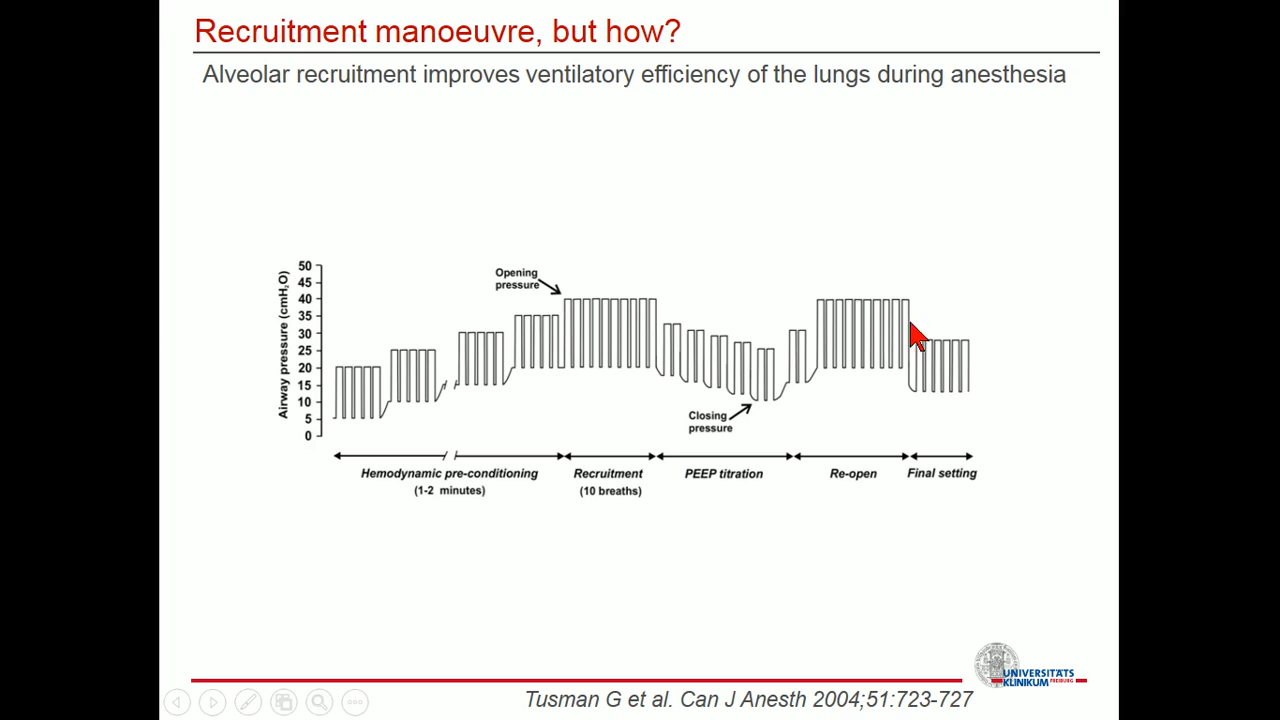 Recruitment manoeuvre, but how?
Alveolar recruitment improves ventilatory efficiency of the lungs during anesthesia
Airway pressure (cmH₂O)
50
45
40
35
30
25
20
15
10
5
0
Opening
pressure
Closing
pressure
Hemodynamic pre-conditioning
(1-2 minutes)
Recruitment
(10 breaths)
PEEP titration
Re-open
Final setting
UNIVERSITÄTS
KLINIKUM FREIBURG
Tusman G et al. Can J Anesth 2004;51:723-727